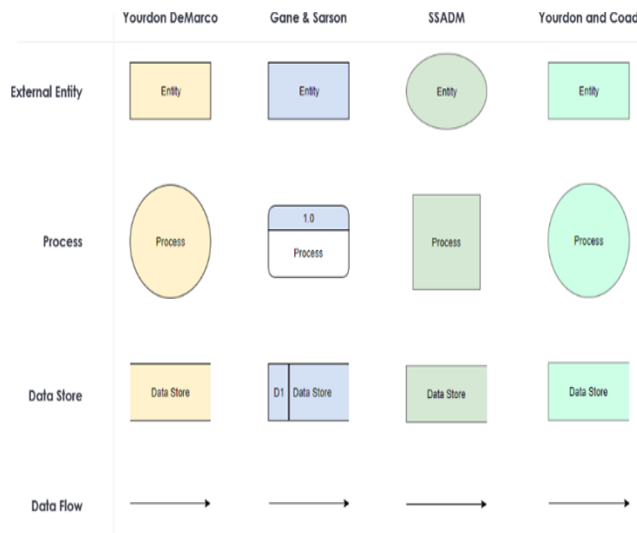 Yourdon DeMarco Gane & Sarson SSADM Yourdon and Coad
External Entity Entity Entity Entity Entity
1.0
Process Process Process Process Process
Data Store Data Store D1 Data Store Data Store Data Store
Data Flow